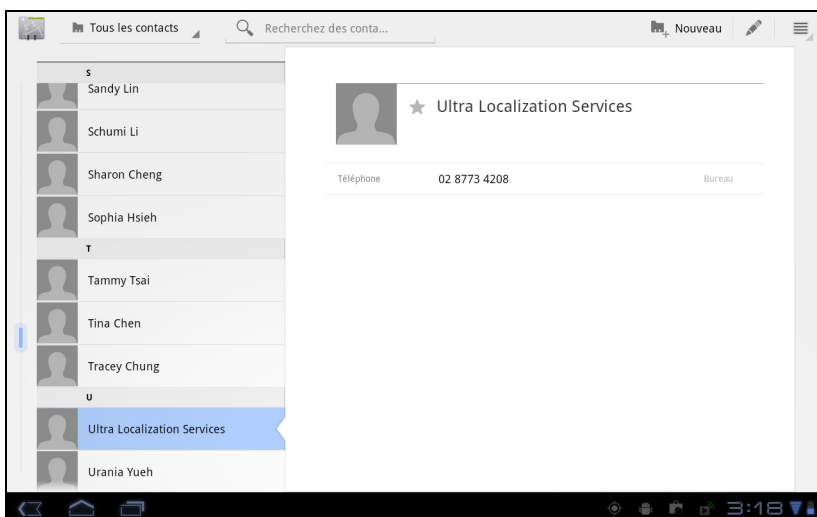 Tous les contacts
Recherchez des conta...
Nouveau
S
Sandy Lin
Schumi Li
Sharon Cheng
Sophia Hsieh
T
Tammy Tsai
Tina Chen
Tracey Chung
U
Ultra Localization Services
Urania Yueh
Ultra Localization Services
Téléphone 02 8773 4208 Bureau
3:18